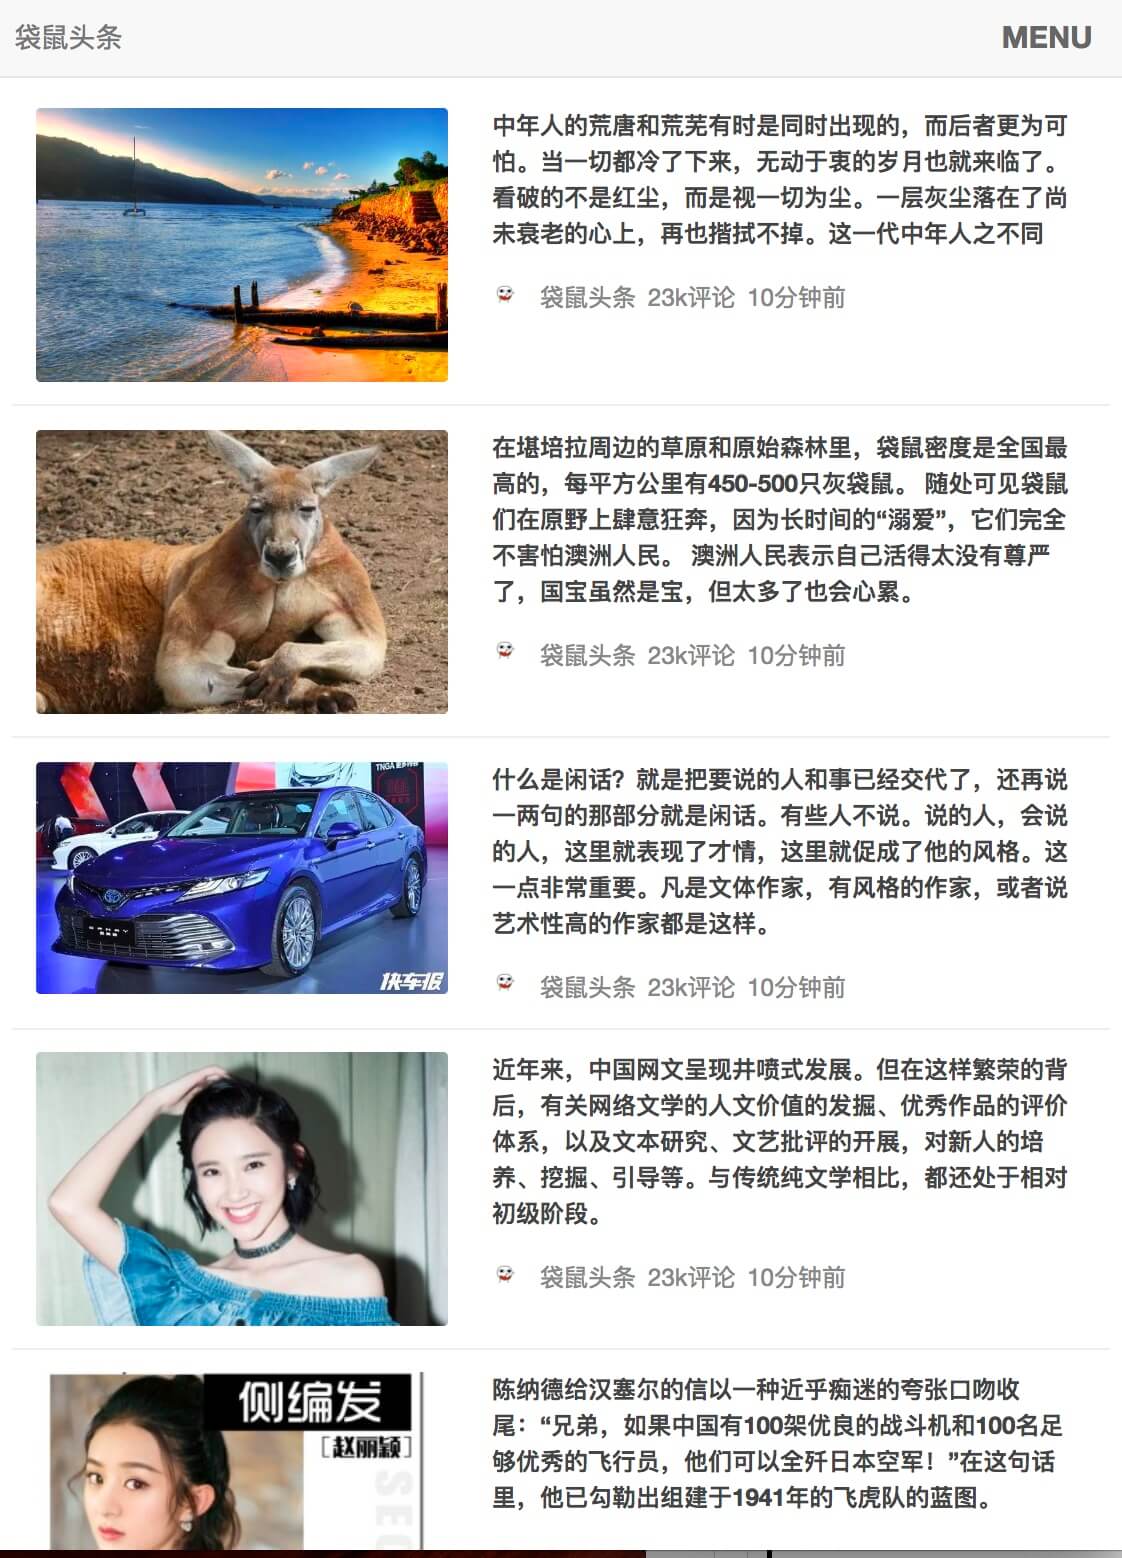 袋鼠头条 MENU
中年人的荒唐和荒芜有时是同时出现的，而后者更为可
怕。当一切都冷了下来，无动于衷的岁月也就来临了。
看破的不是红尘，而是视一切为尘。一层灰尘落在了尚
未衰老的心上，再也揩拭不掉。这一代中年人之不同
袋鼠头条 23k评论 10分钟前
在堪培拉周边的草原和原始森林里，袋鼠密度是全国最
高的，每平方公里有450-500只灰袋鼠。 随处可见袋鼠
们在原野上肆意狂奔，因为长时间的“溺爱”，它们完全
不害怕澳洲人民。 澳洲人民表示自己活得太没有尊严
了，国宝虽然是宝，但太多了也会心累。
袋鼠头条 23k评论 10分钟前
TNGA
CAMRY
快车报
什么是闲话？就是把要说的人和事已经交代了，还再说
一两句的那部分就是闲话。有些人不说。说的人，会说
的人，这里就表现了才情，这里就促成了他的风格。这
一点非常重要。凡是文体作家，有风格的作家，或者说
艺术性高的作家都是这样。
袋鼠头条 23k评论 10分钟前
近年来，中国网文呈现井喷式发展。但在这样繁荣的背
后，有关网络文学的人文价值的发掘、优秀作品的评价
体系，以及文本研究、文艺批评的开展，对新人的培
养、挖掘、引导等。与传统纯文学相比，都还处于相对
初级阶段。
袋鼠头条 23k评论 10分钟前
侧编发
［赵丽颖］
陈纳德给汉塞尔的信以一种近乎痴迷的夸张口吻收
尾：“兄弟，如果中国有100架优良的战斗机和100名足
够优秀的飞行员，他们可以全歼日本空军！”在这句话
里，他已勾勒出组建于1941年的飞虎队的蓝图。